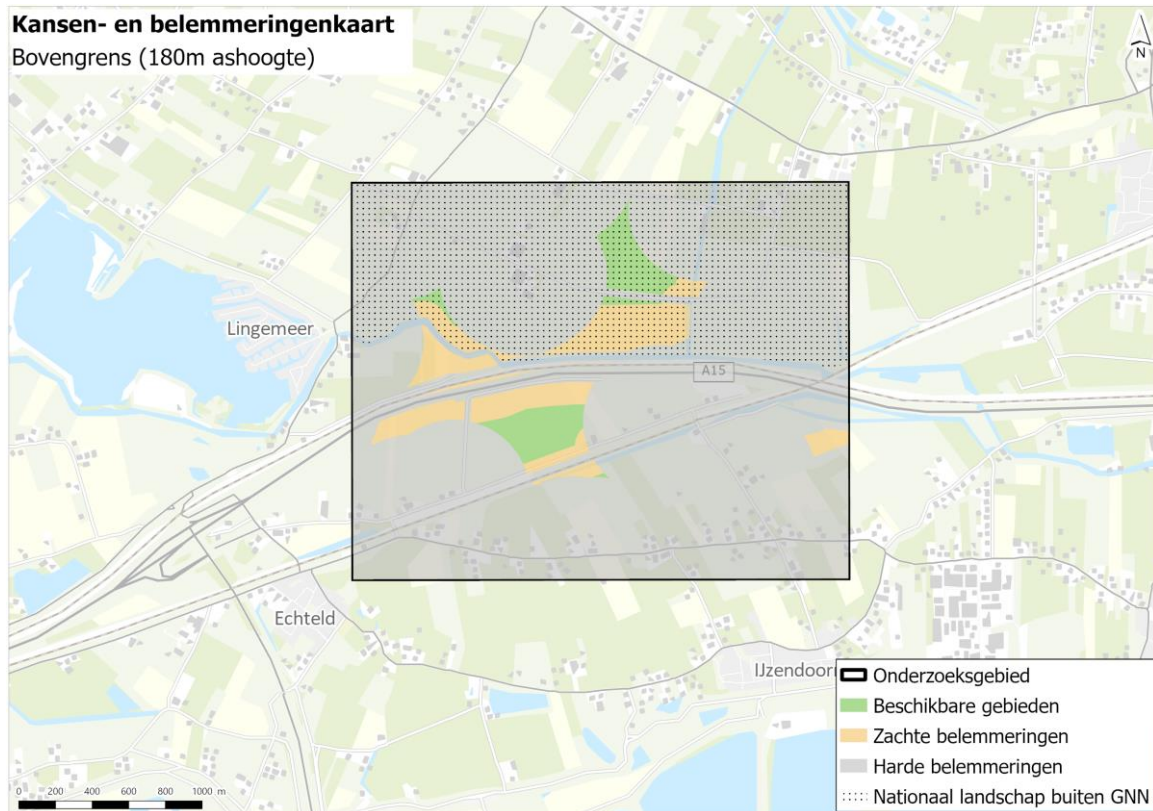 Kansen- en belemmeringenkaart
Bovengrens (180m ashoogte)
N
Lingemeer
A15
Echteld
IJzendoorn
Onderzoeksgebied
Beschikbare gebieden
Zachte belemmeringen
Harde belemmeringen
Nationaal landschap buiten GNN
0 200 400 600 800 1000 m